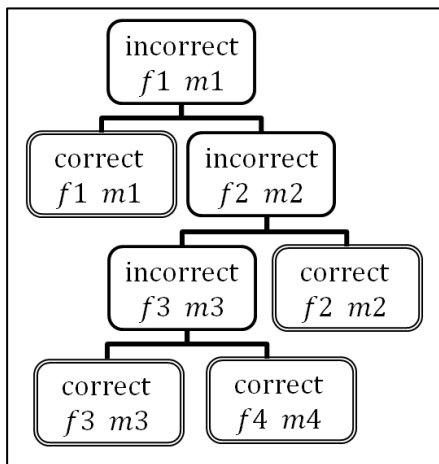 incorrect
f1 m1
correct
f1 m1
incorrect
f2 m2
incorrect
f3 m3
correct
f2 m2
correct
f3 m3
correct
f4 m4